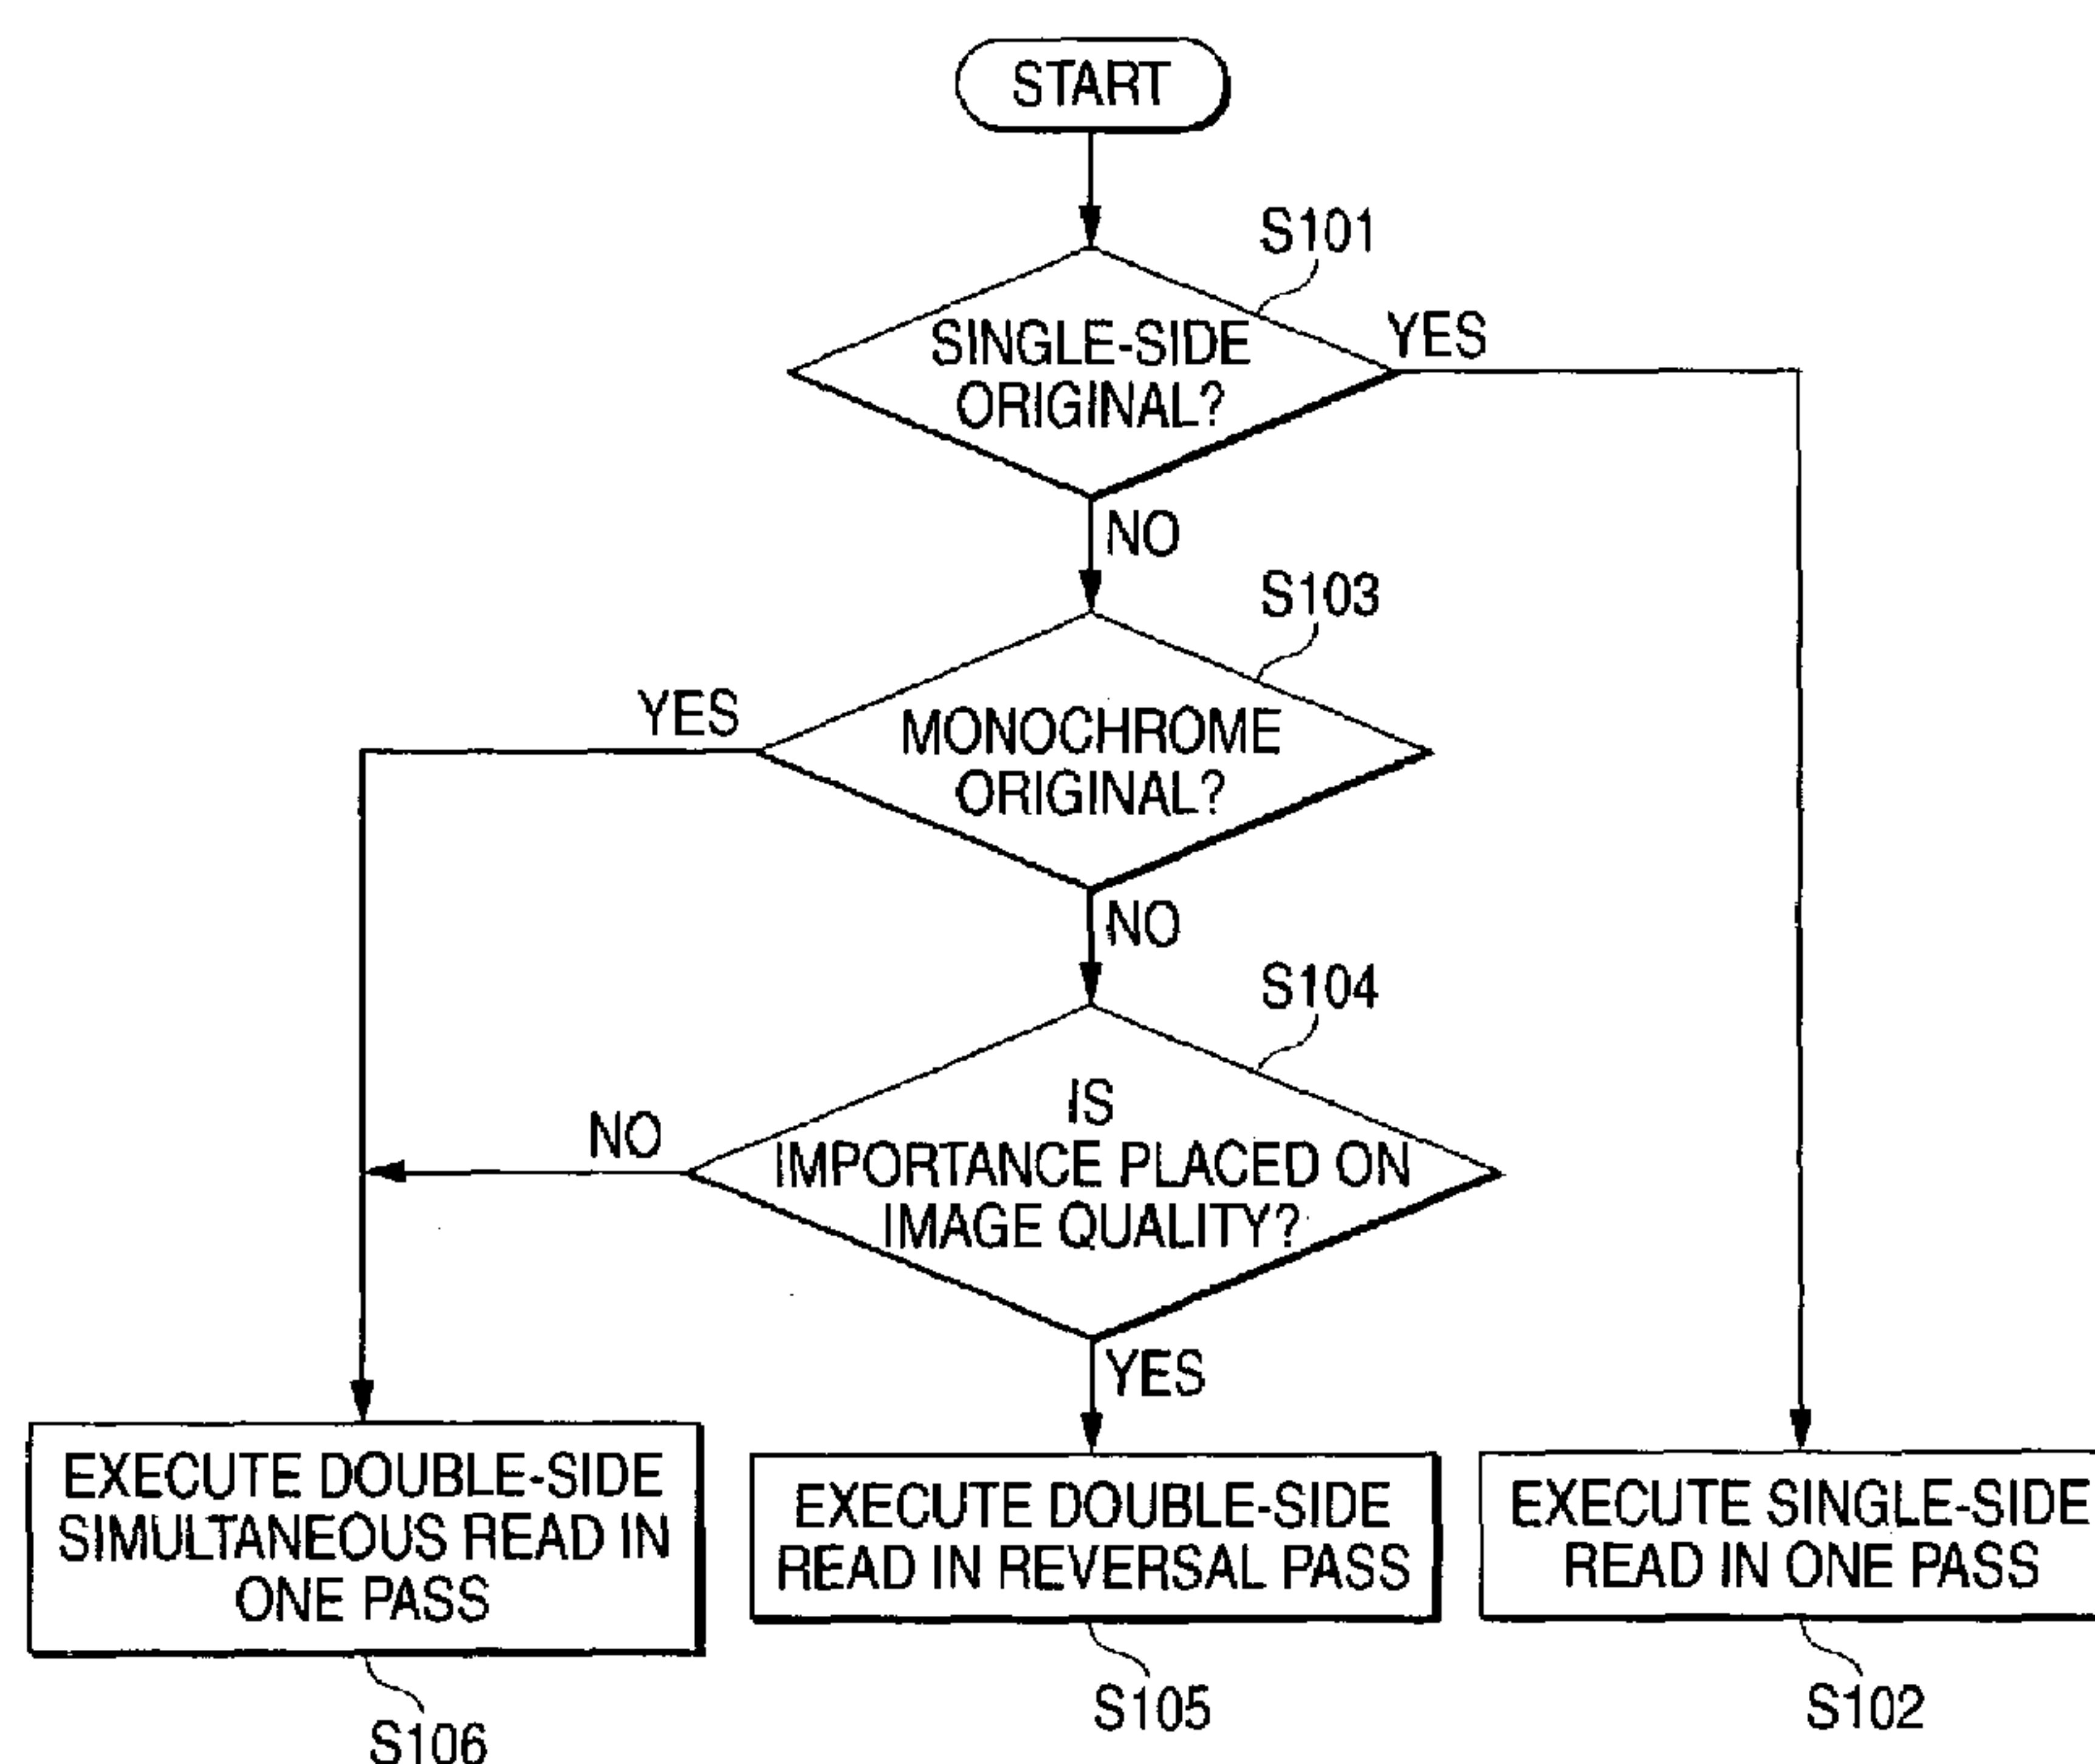 START
S101
SINGLE-SIDE
ORIGINAL?
YES
NO
S103
MONOCHROME
ORIGINAL?
YES
NO
S104
IS
IMPORTANCE PLACED ON
IMAGE QUALITY?
NO
YES
EXECUTE DOUBLE-SIDE
SIMULTANEOUS READ IN
ONE PASS
EXECUTE DOUBLE-SIDE
READ IN REVERSAL PASS
EXECUTE SINGLE-SIDE
READ IN ONE PASS
S106
S105
S102